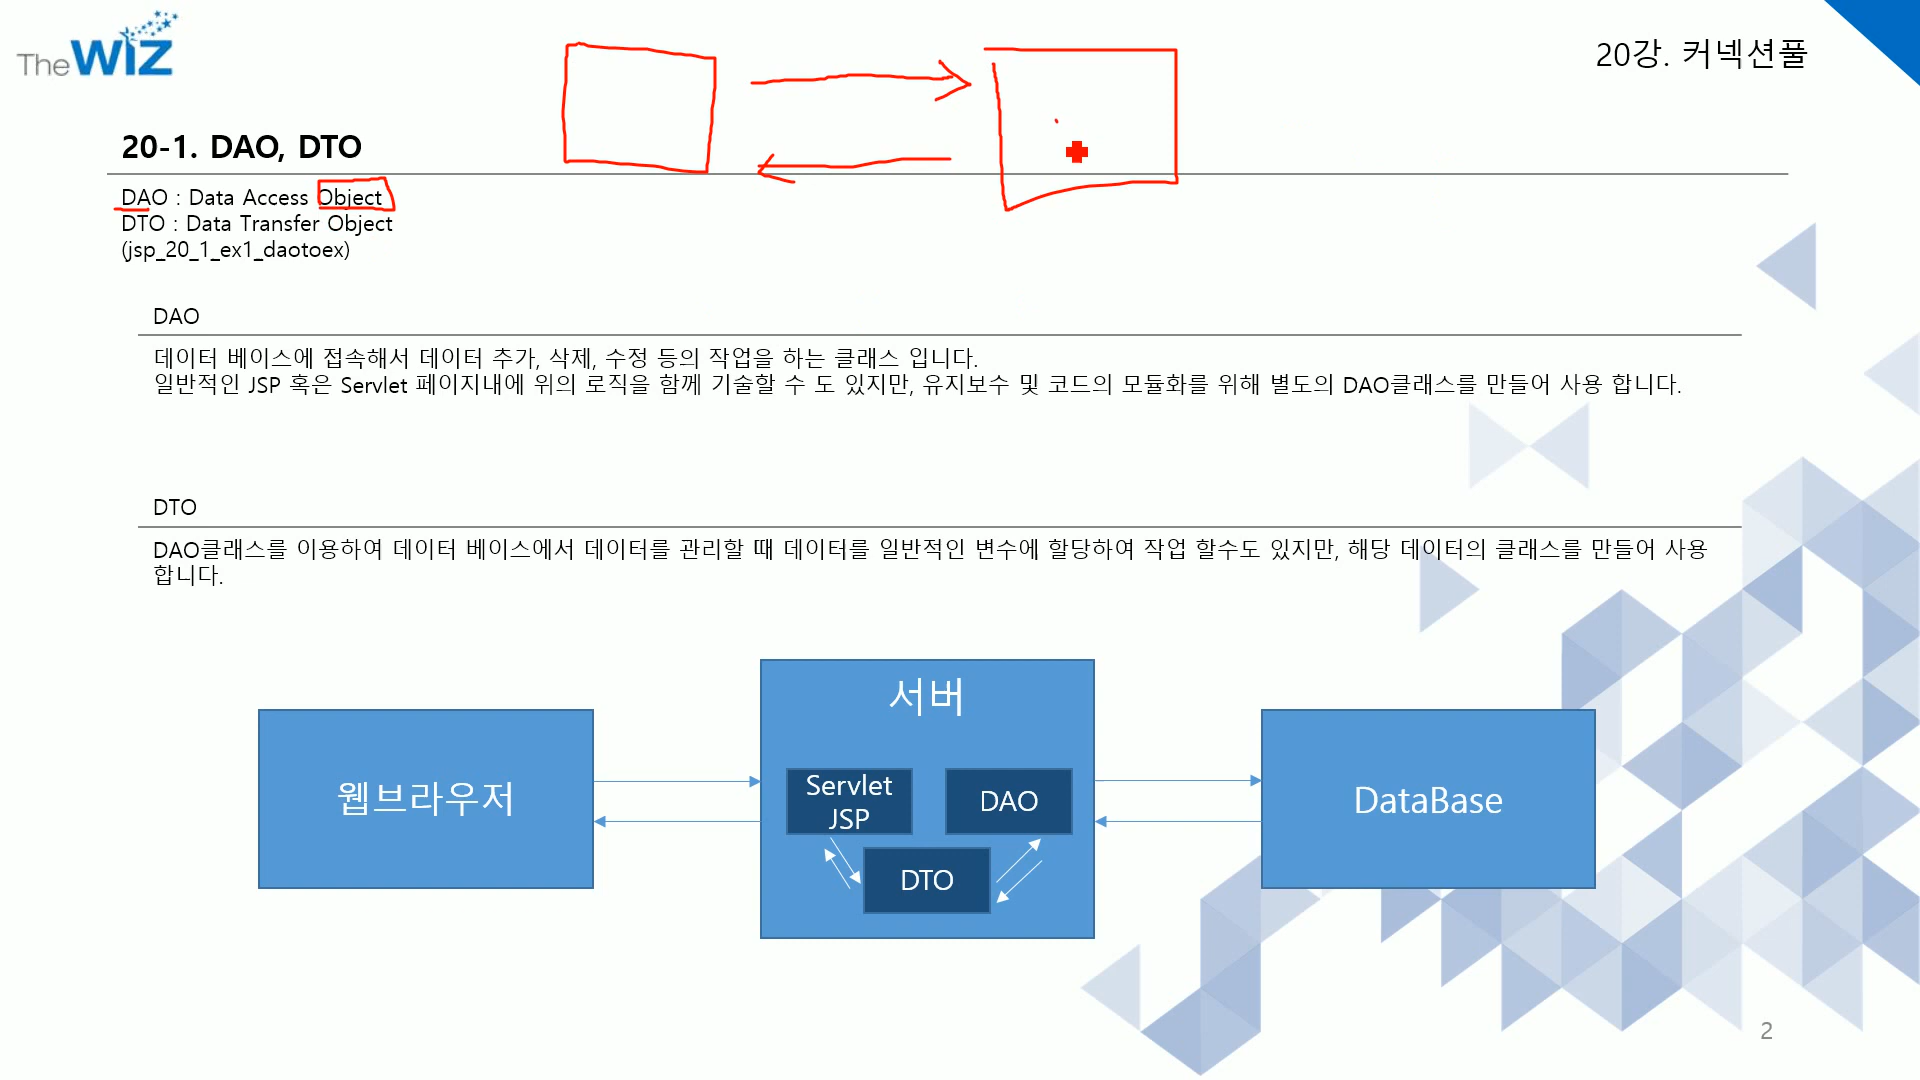 TheWIZ
20강. 커넥션풀
20-1. DAO, DTO
DAO : Data Access Object
DTO : Data Transfer Object
(jsp_20_1_ex1_daotoex)
DAO
데이터 베이스에 접속해서 데이터 추가, 삭제, 수정 등의 작업을 하는 클래스 입니다.
일반적인 JSP 혹은 Servlet 페이지내에 위의 로직을 함께 기술할 수 도 있지만, 유지보수 및 코드의 모듈화를 위해 별도의 DAO클래스를 만들어 사용 합니다.
DTO
DAO클래스를 이용하여 데이터 베이스에서 데이터를 관리할 때 데이터를 일반적인 변수에 할당하여 작업 할수도 있지만, 해당 데이터의 클래스를 만들어 사용
합니다.
웹브라우저
서버
Servlet
JSP
DAO
DTO
DataBase
2